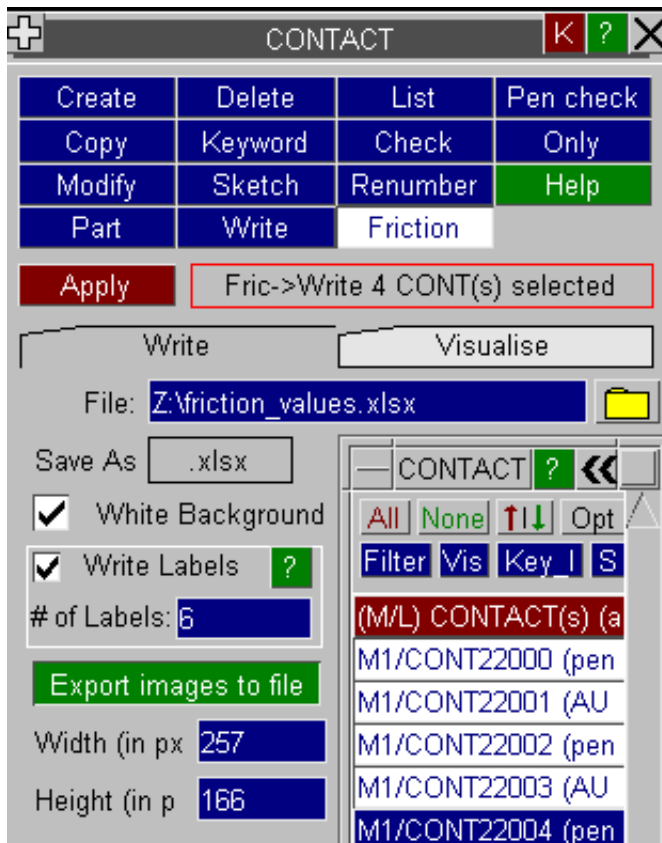 CONTACT K ? X
Create Delete List Pen check
Copy Keyword Check Only
Modify Sketch Renumber Help
Part Write Friction
Apply Fric->Write 4 CONT(s) selected
Write Visualise
File: Z:\friction_values.xlsx
Save As .xlsx
White Background
Write Labels ?
# of Labels: 6
Export images to file
Width (in px 257
Height (in p 166
CONTACT ?
All None Opt
Filter Vis Key_I S
(M/L) CONTACT(s) (a
M1/CONT22000 (pen
M1/CONT22001 (AU
M1/CONT22002 (pen
M1/CONT22003 (AU
M1/CONT22004 (pen